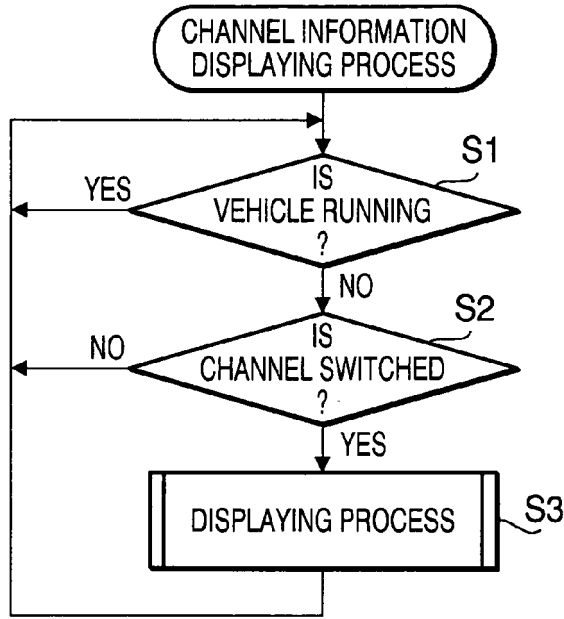 CHANNEL INFORMATION
DISPLAYING PROCESS
S1
IS
YES
VEHICLE RUNNING
?
NO
S2
IS
NO
CHANNEL SWITCHED
?
YES
DISPLAYING PROCESS
S3